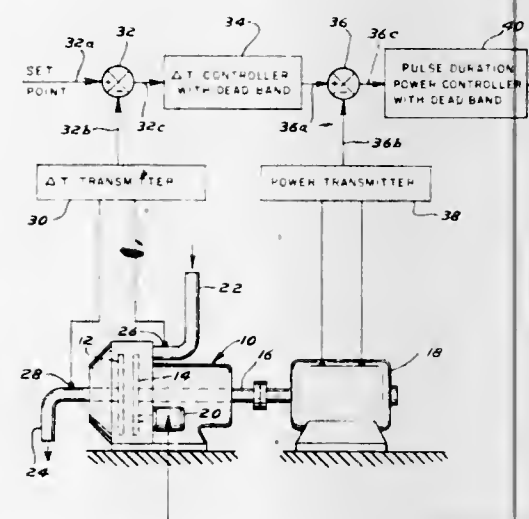 34
36
40
32a
32
36c
SET
POINT
Δ T CONTROLLER
WITH DEAD BAND
PULSE DURATION
POWER CONTROLLER
WITH DEAD BAND
32b
32c
36a
36b
Δ T TRANSMITTER
POWER TRANSMITTER
30
38
22
26
10
12
16
18
28
14
20
24